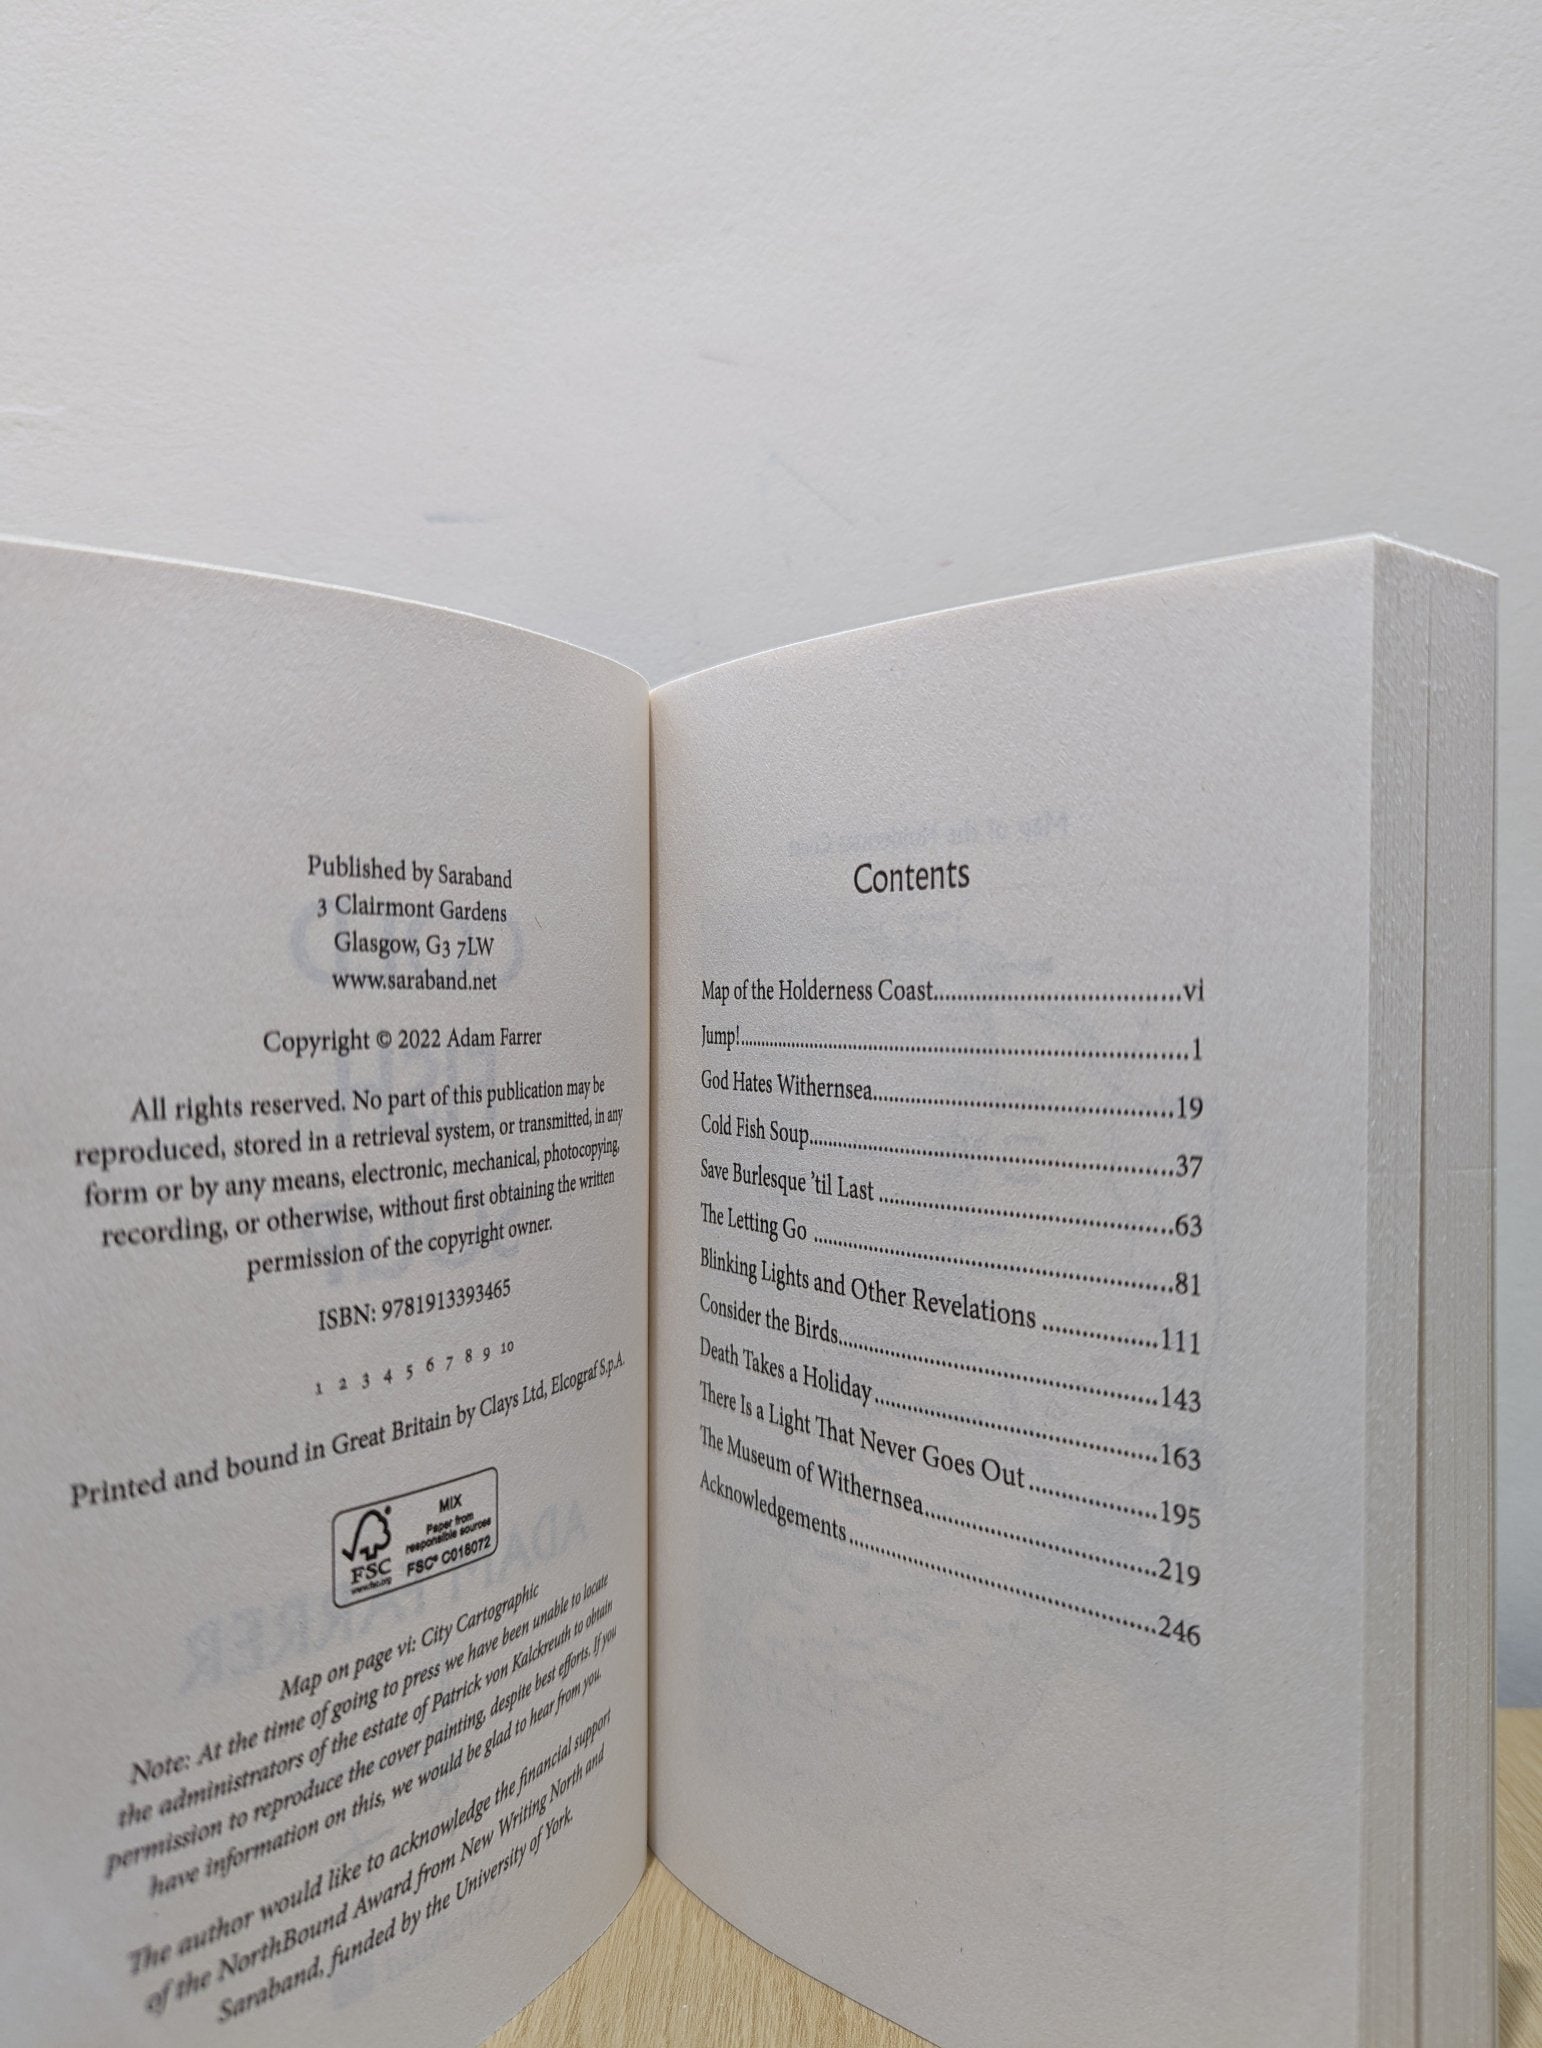 Published by Saraband
3 Clairmont Gardens
Glasgow, G3 7LW
www.saraband.net
Copyright © 2022 Adam Farrer
All rights reserved. No part of this publication may be
reproduced, stored in a retrieval system, or transmitted, in any
form or by any means, electronic, mechanical, photocopying,
recording, or otherwise, without first obtaining the written
permission of the copyright owner.
ISBN: 9781913393465
1 2 3 4 5 6 7 8 9 10
Printed and bound in Great Britain by Clays Ltd, Elcograf S.p.A.
FSC
www.fsc.org
MIX
Paper from
responsible sources
FSC® C018072
Map on page vi: City Cartographic
Note: At the time of going to press we have been unable to locate
the administrators of the estate of Patrick von Kalckreuth to obtain
permission to reproduce the cover painting, despite best efforts. If you
have information on this, we would be glad to hear from you.
The author would like to acknowledge the financial support
of the NorthBound Award from New Writing North and
Saraband, funded by the University of York.
Contents
Map of the Holderness Coast....................................vi
Jump!....................................1
God Hates Withernsea....................................19
Cold Fish Soup....................................37
Save Burlesque ’til Last ....................................63
The Letting Go ....................................81
Blinking Lights and Other Revelations .................111
Consider the Birds....................................143
Death Takes a Holiday....................................163
There Is a Light That Never Goes Out .................195
The Museum of Withernsea....................................219
Acknowledgements....................................246